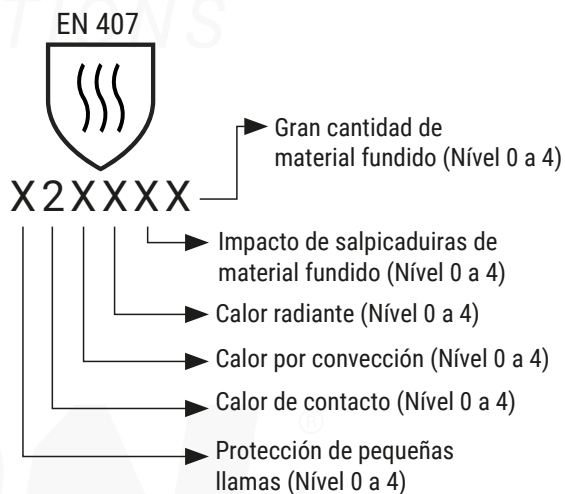 TIONS
EN 407
Gran cantidad de
material fundido (Nível 0 a 4)
X2XXXX
Impacto de salpicaduiras de
material fundido (Nível 0 a 4)
Calor radiante (Nível 0 a 4)
Calor por convección (Nível 0 a 4)
Calor de contacto (Nível 0 a 4)
®
Protección de pequeñas
llamas (Nível 0 a 4)